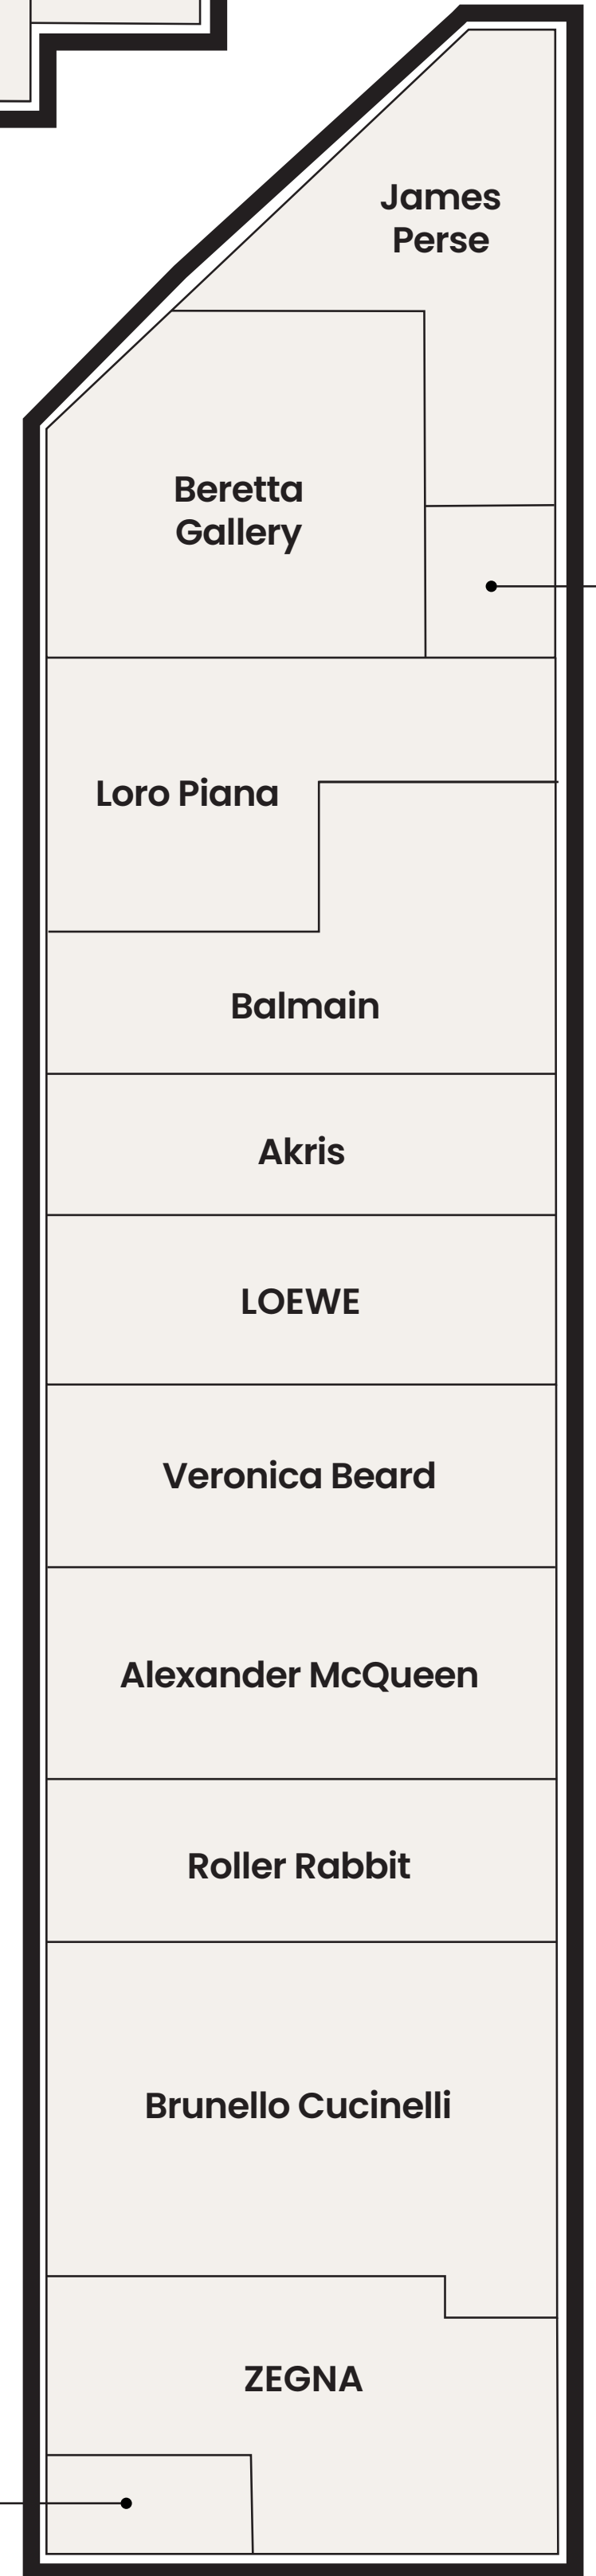 James
Perse
Beretta
Gallery
Loro Piana
Balmain
Akris
LOEWE
Veronica Beard
Alexander McQueen
Roller Rabbit
Brunello Cucinelli
ZEGNA